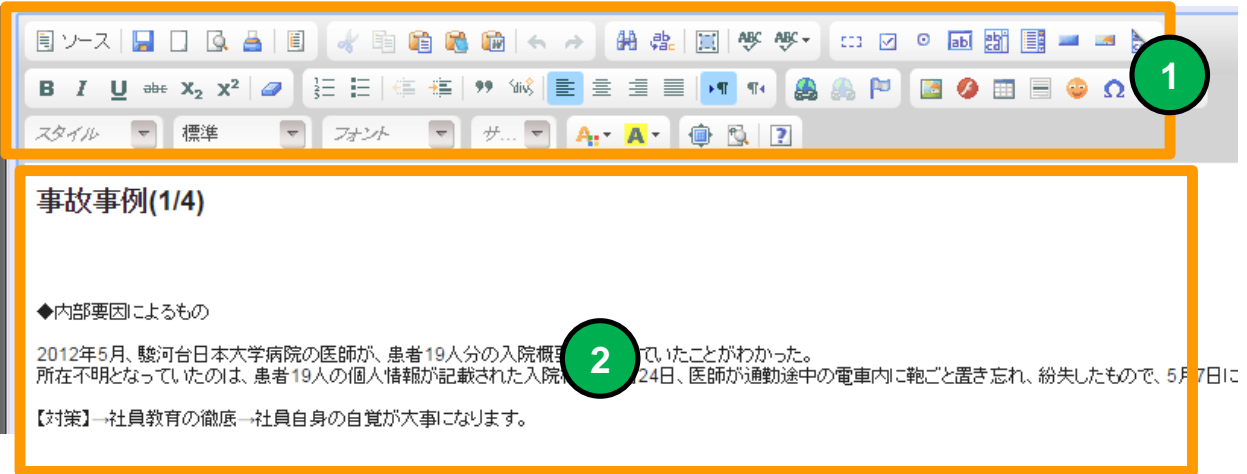 ソース
ABC ABC
B I U abc X₂ X²
スタイル 標準 フォント サ... A A
1
事故事例(1/4)
◆内部要因によるもの
2012年5月、駿河台日本大学病院の医師が、患者19人分の入院概 ていたことがわかった。
所在不明となっていたのは、患者19人の個人情報が記載された入院 24日、医師が通勤途中の電車内に鞄ごと置き忘れ、紛失したもので、5月7日に
2
【対策】→社員教育の徹底→社員自身の自覚が大事になります。